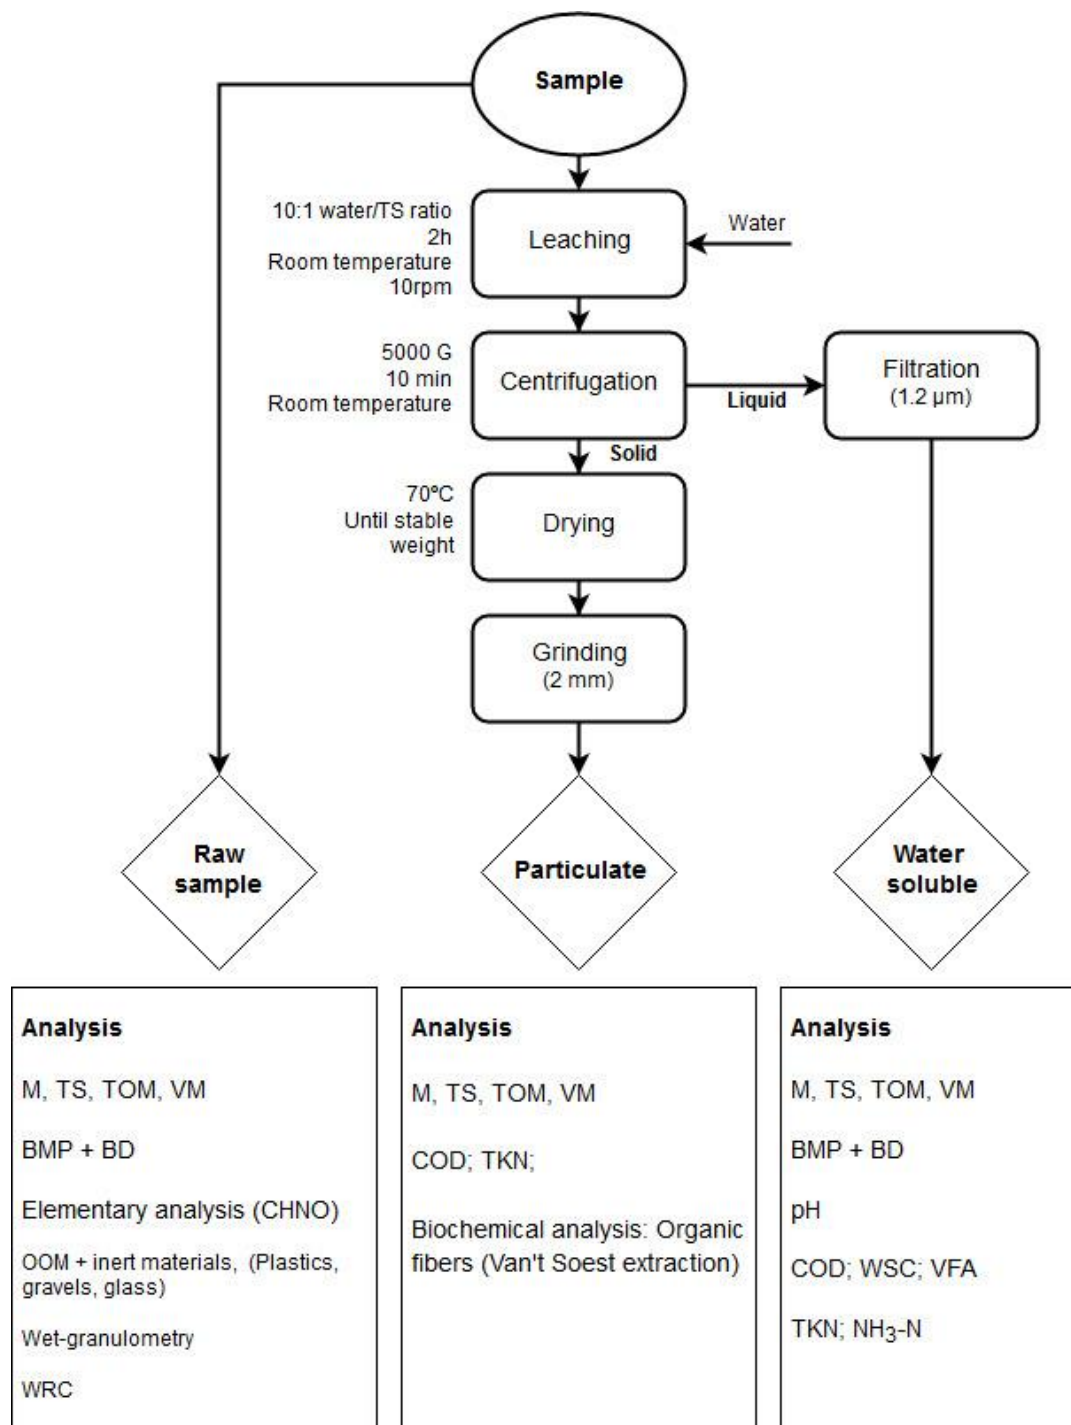 Sample
10:1 water/TS ratio
2h
Room temperature
10rpm
Leaching
Water
5000 G
10 min
Room temperature
Centrifugation
Liquid
Filtration
(1.2 µm)
Solid
70ºC
Until stable
weight
Drying
Grinding
(2 mm)
Raw
sample
Particulate
Water
soluble
Analysis
M, TS, TOM, VM
BMP + BD
Elementary analysis (CHNO)
OOM + inert materials, (Plastics,
gravels, glass)
Wet-granulometry
WRC
Analysis
M, TS, TOM, VM
COD; TKN;
Biochemical analysis: Organic
fibers (Van't Soest extraction)
Analysis
M, TS, TOM, VM
BMP + BD
pH
COD; WSC; VFA
TKN; NH3-N